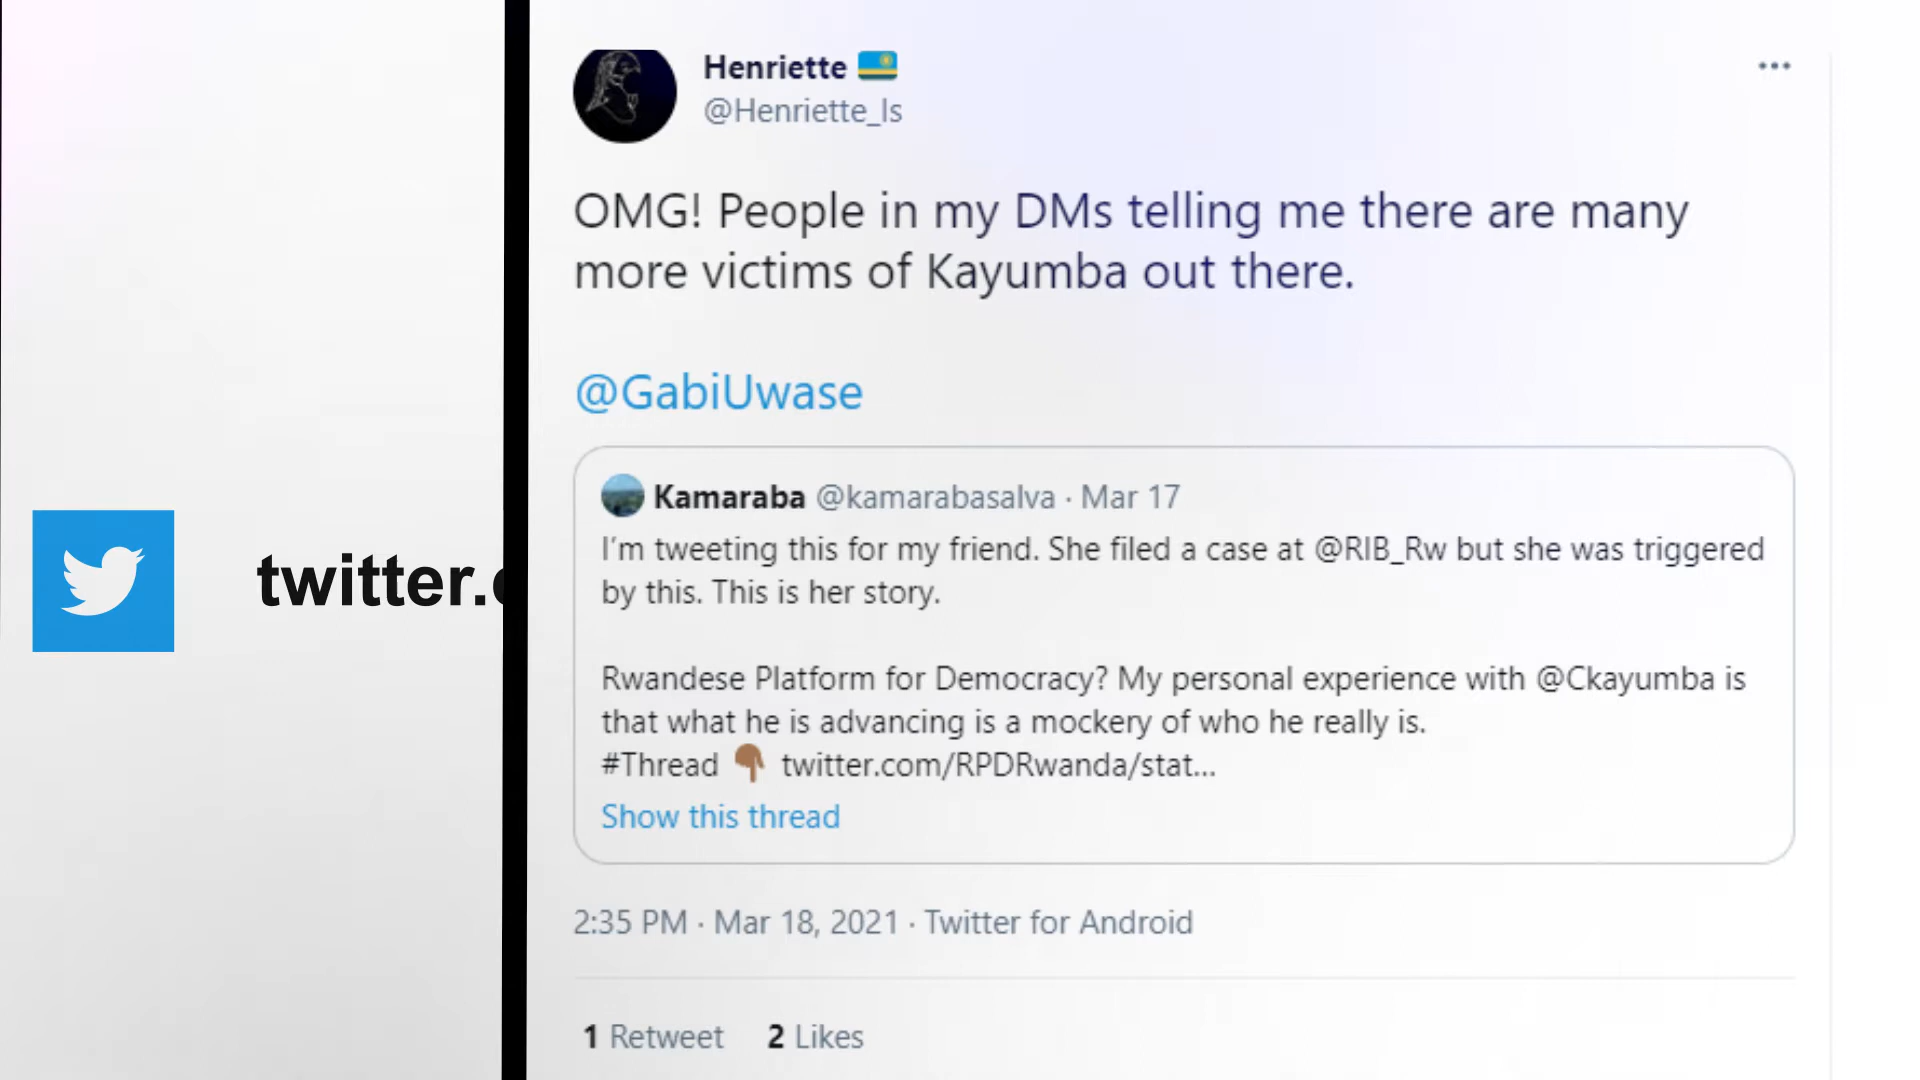 twitter.
Henriette
@Henriette_Is
OMG! People in my DMs telling me there are many
more victims of Kayumba out there.
@GabiUwase
Kamaraba @kamarabasalva · Mar 17
I'm tweeting this for my friend. She filed a case at @RIB_Rw but she was triggered
by this. This is her story.
Rwandese Platform for Democracy? My personal experience with @Ckayumba is
that what he is advancing is a mockery of who he really is.
#Thread 👇🏾 twitter.com/RPDRwanda/stat...
Show this thread
2:35 PM · Mar 18, 2021 · Twitter for Android
1 Retweet 2 Likes